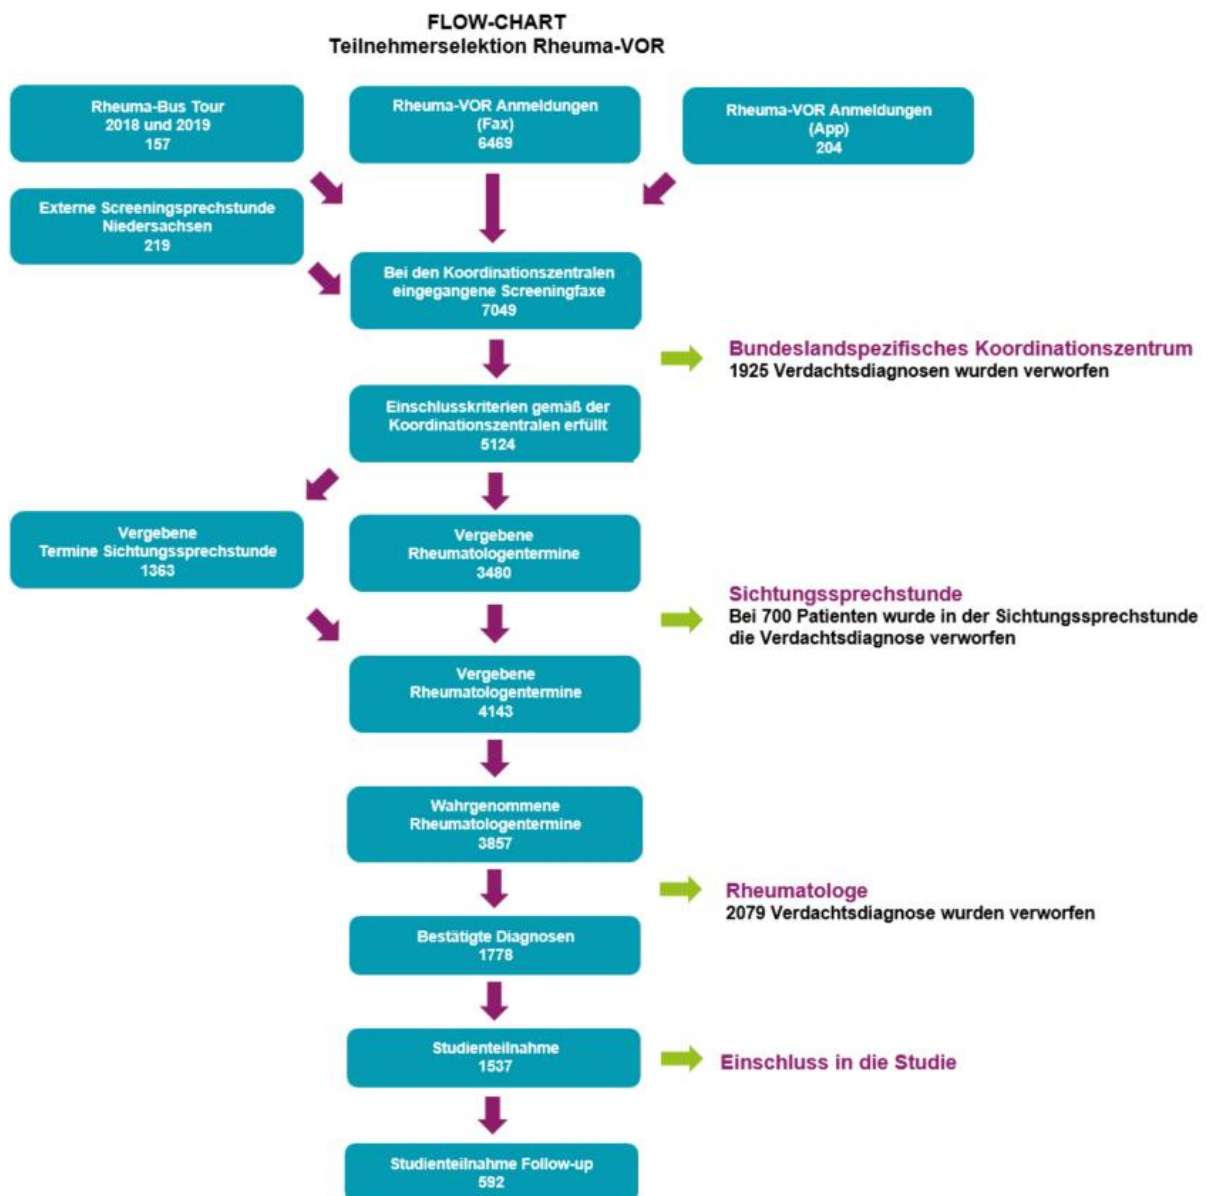 FLOW-CHART
Teilnehmerselektion Rheuma-VOR
Rheuma-Bus Tour
2018 und 2019
157
Rheuma-VOR Anmeldungen
(Fax)
6469
Rheuma-VOR Anmeldungen
(App)
204
Externe Screeningsprechstunde
Niedersachsen
219
Bei den Koordinationszentralen
eingegangene Screeningfaxe
7049
Bundeslandspezifisches Koordinationszentrum
1925 Verdachtsdiagnosen wurden verworfen
Einschlusskriterien gemäß der
Koordinationszentralen erfüllt
5124
Vergebene
Termine Sichtungssprechstunde
1363
Vergebene
Rheumatologentermine
3480
Sichtungssprechstunde
Bei 700 Patienten wurde in der Sichtungssprechstunde
die Verdachtsdiagnose verworfen
Vergebene
Rheumatologentermine
4143
Wahrgenommene
Rheumatologentermine
3857
Rheumatologe
2079 Verdachtsdiagnose wurden verworfen
Bestätigte Diagnosen
1778
Studienteilnahme
1537
Einschluss in die Studie
Studienteilnahme Follow-up
592